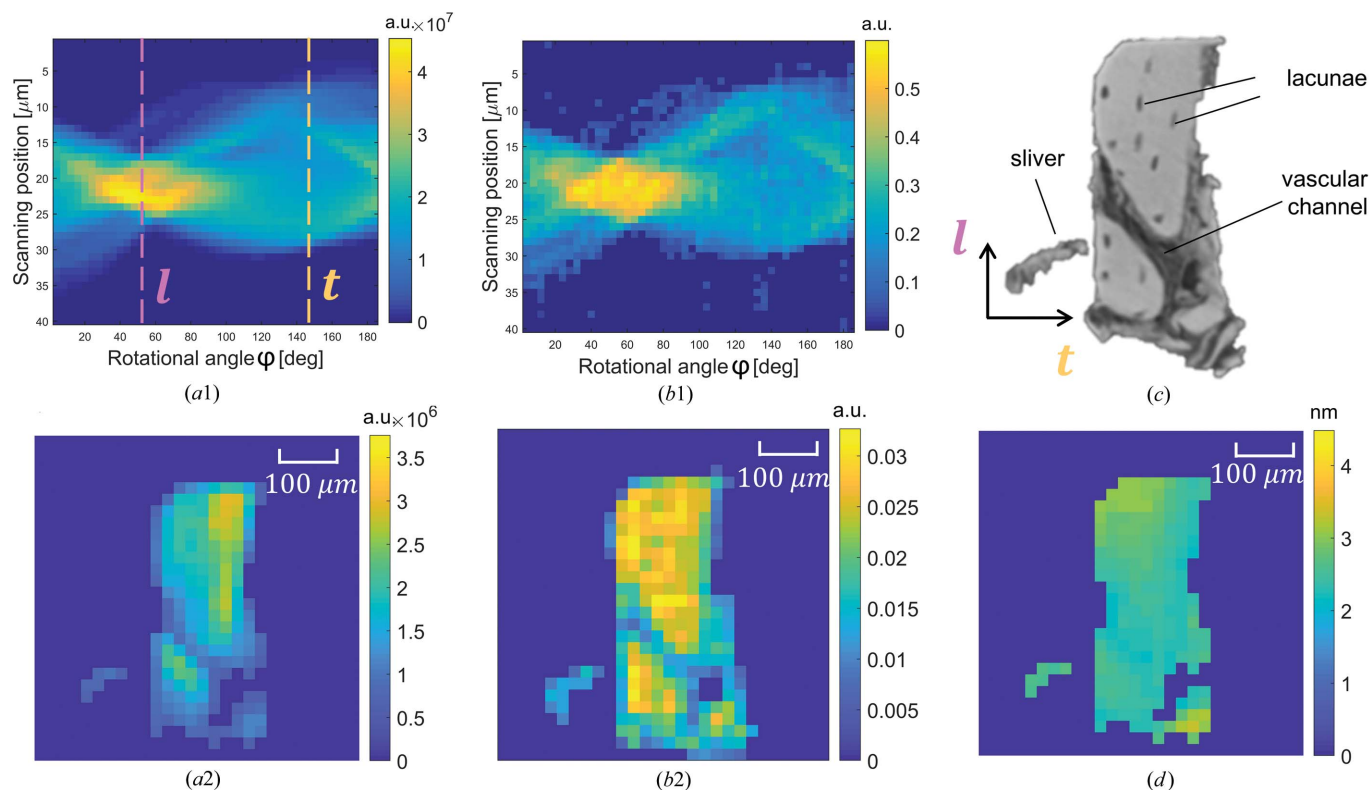 a.u. ×10⁷
Scanning position [μm]
5
10
15
20
25
30
35
40
20 40 60 80 100 120 140 160 180
Rotational angle φ [deg]
l
t
4
3
2
1
0
(a1)
a.u.
Scanning position [μm]
5
10
15
20
25
30
35
40
20 40 60 80 100 120 140 160 180
Rotational angle φ [deg]
0.5
0.4
0.3
0.2
0.1
0
(b1)
lacunae
sliver
vascular
channel
l
t
(c)
a.u. ×10⁶
100 μm
3.5
3
2.5
2
1.5
1
0.5
0
(a2)
a.u.
100 μm
0.03
0.025
0.02
0.015
0.01
0.005
0
(b2)
nm
100 μm
4
3
2
1
0
(d)